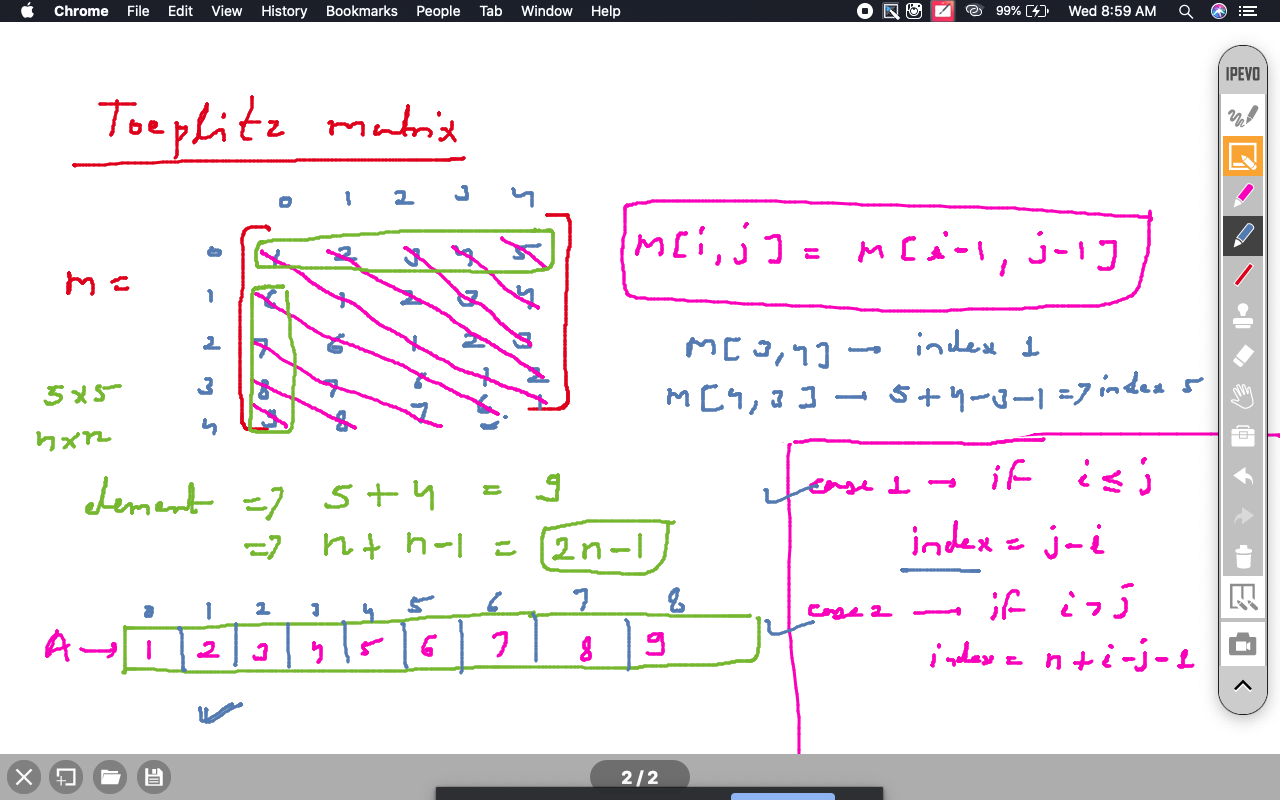 Chrome File Edit View History Bookmarks People Tab Window Help 99% Wed 8:59 AM
IPEVO
Toeplitz matrix
0 1 2 3 4
M =
0 1 2 3 4 5
1 6 1 2 3 4
2 7 6 1 2 3
3 8 7 6 1 2
4 9 8 7 6 1
5x5
nxn
M[i,j] = M[i-1, j-1]
M[3,4] → index 1
M[4,3] → 5+4-3-1 => index 5
element => 5+4 = 9
=> n+n-1 = 2n-1
0 1 2 3 4 5 6 7 8
A → 1 2 3 4 5 6 7 8 9
case 1 → if i ≤ j
index = j-i
case 2 → if i > j
index = n+i-j-1
2 / 2